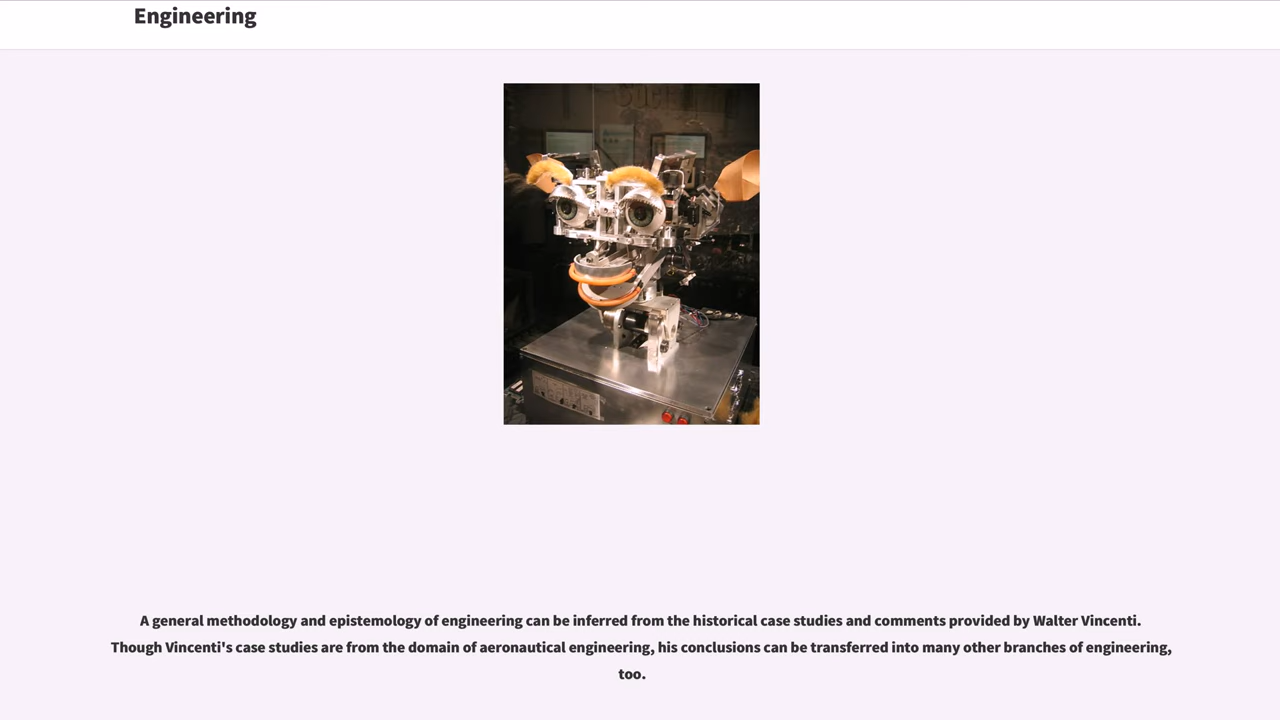 Engineering
A general methodology and epistemology of engineering can be inferred from the historical case studies and comments provided by Walter Vincenti.
Though Vincenti's case studies are from the domain of aeronautical engineering, his conclusions can be transferred into many other branches of engineering,
too.